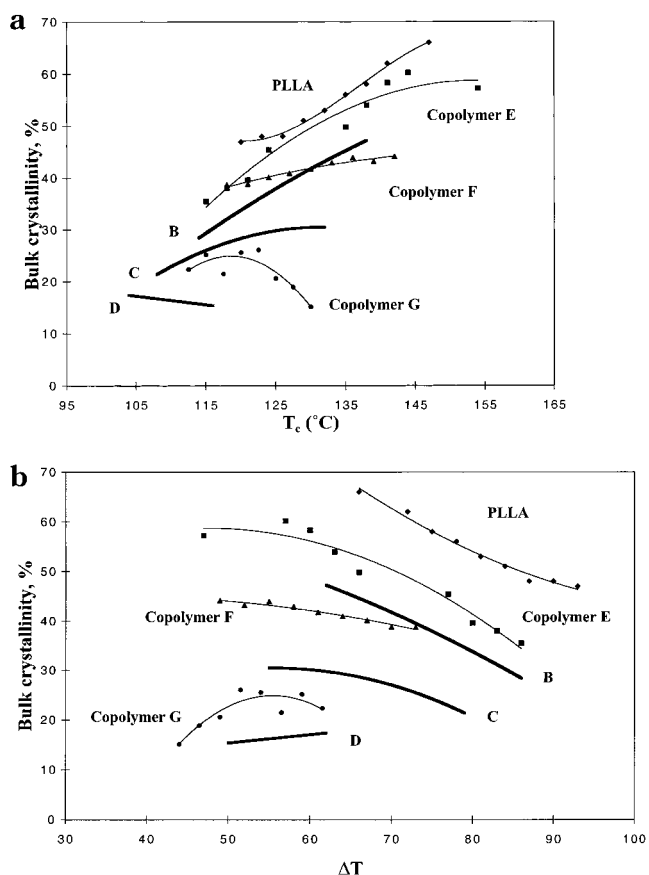 a
70
60
50
40
30
20
10
0
Bulk crystallinity, %
PLLA
Copolymer E
Copolymer F
B
C
D
Copolymer G
95 105 115 125 135 145 155 165
Tc (°C)
b
70
60
50
40
30
20
10
0
Bulk crystallinity, %
PLLA
Copolymer F
Copolymer E
B
Copolymer G
C
D
30 40 50 60 70 80 90 100
ΔT